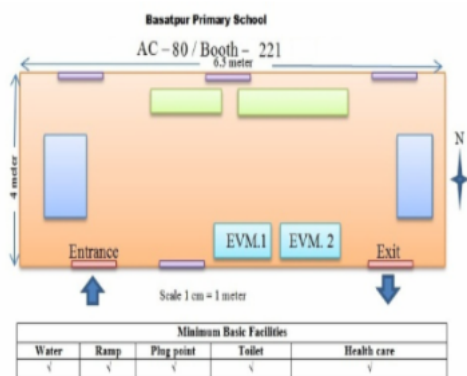 Basatpur Primary School
AC – 80 / Booth – 221
6.5 meter
4 meter
N
EVM.1 EVM. 2
Entrance Exit
Scale 1 cm = 1 meter
Minimum Basic Facilities
Water Ramp Plug point Toilet Health care
√ √ √ √ √